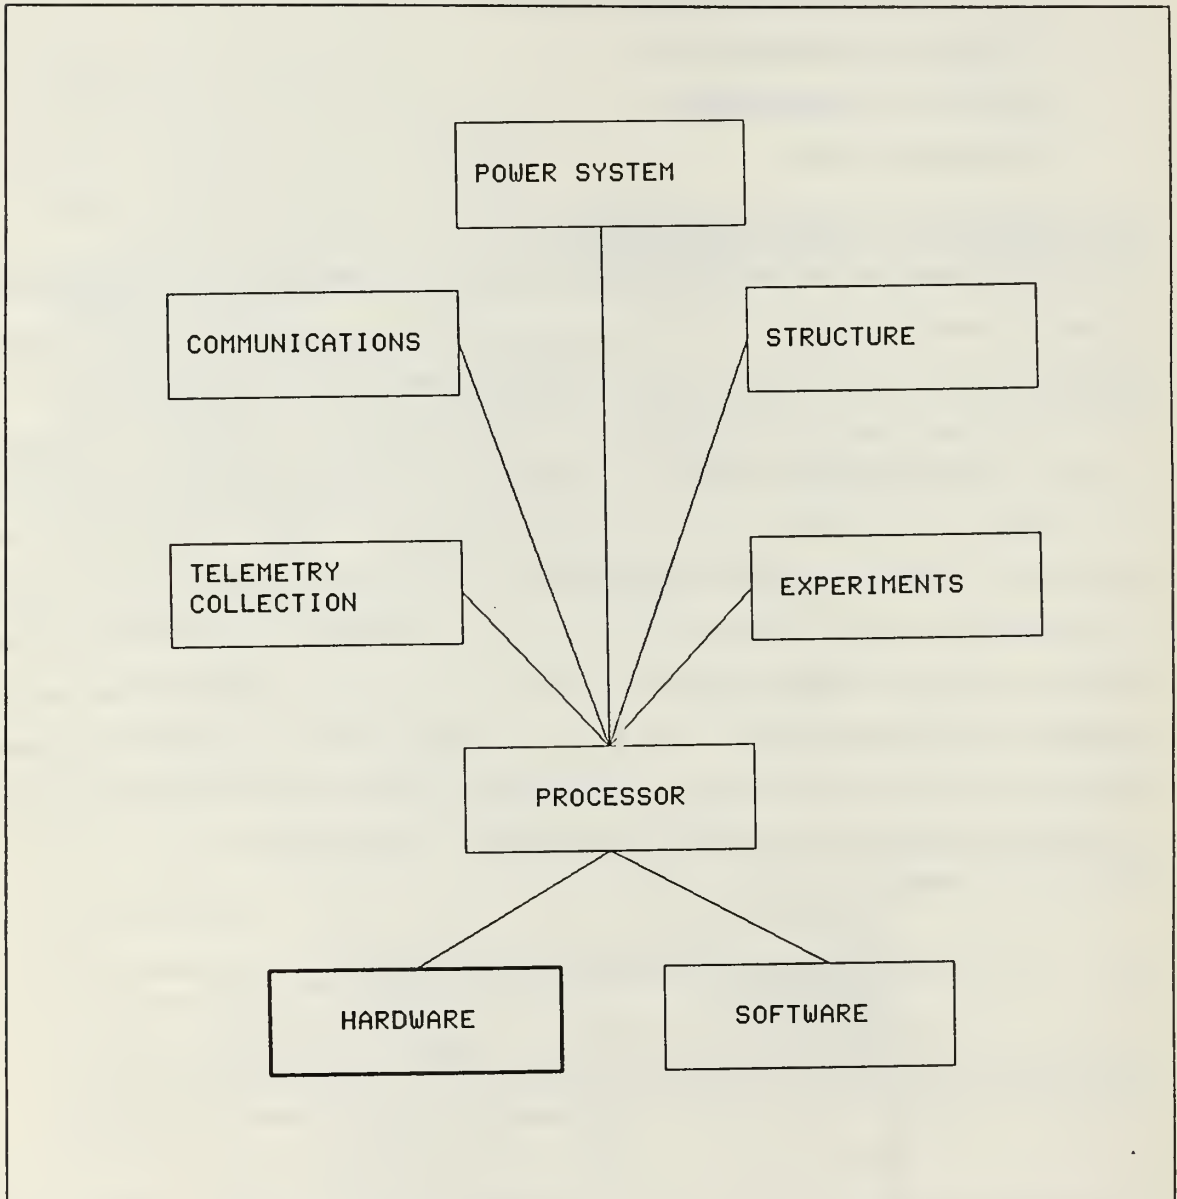 POWER SYSTEM
COMMUNICATIONS
STRUCTURE
TELEMETRY
COLLECTION
EXPERIMENTS
PROCESSOR
HARDWARE
SOFTWARE